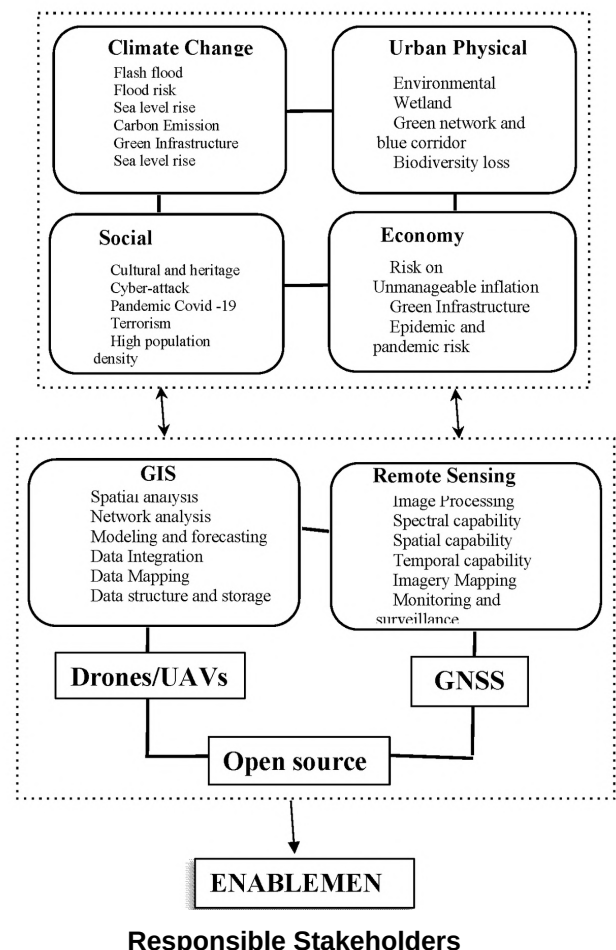 Climate Change
Flash flood
Flood risk
Sea level rise
Carbon Emission
Green Infrastructure
Sea level rise
Urban Physical
Environmental
Wetland
Green network and
blue corridor
Biodiversity loss
Social
Cultural and heritage
Cyber-attack
Pandemic Covid -19
Terrorism
High population
density
Economy
Risk on
Unmanageable inflation
Green Infrastructure
Epidemic and
pandemic risk
GIS
Spatial analysis
Network analysis
Modeling and forecasting
Data Integration
Data Mapping
Data structure and storage
Remote Sensing
Image Processing
Spectral capability
Spatial capability
Temporal capability
Imagery Mapping
Monitoring and
surveillance
Drones/UAVs
GNSS
Open source
ENABLEMEN
Responsible Stakeholders